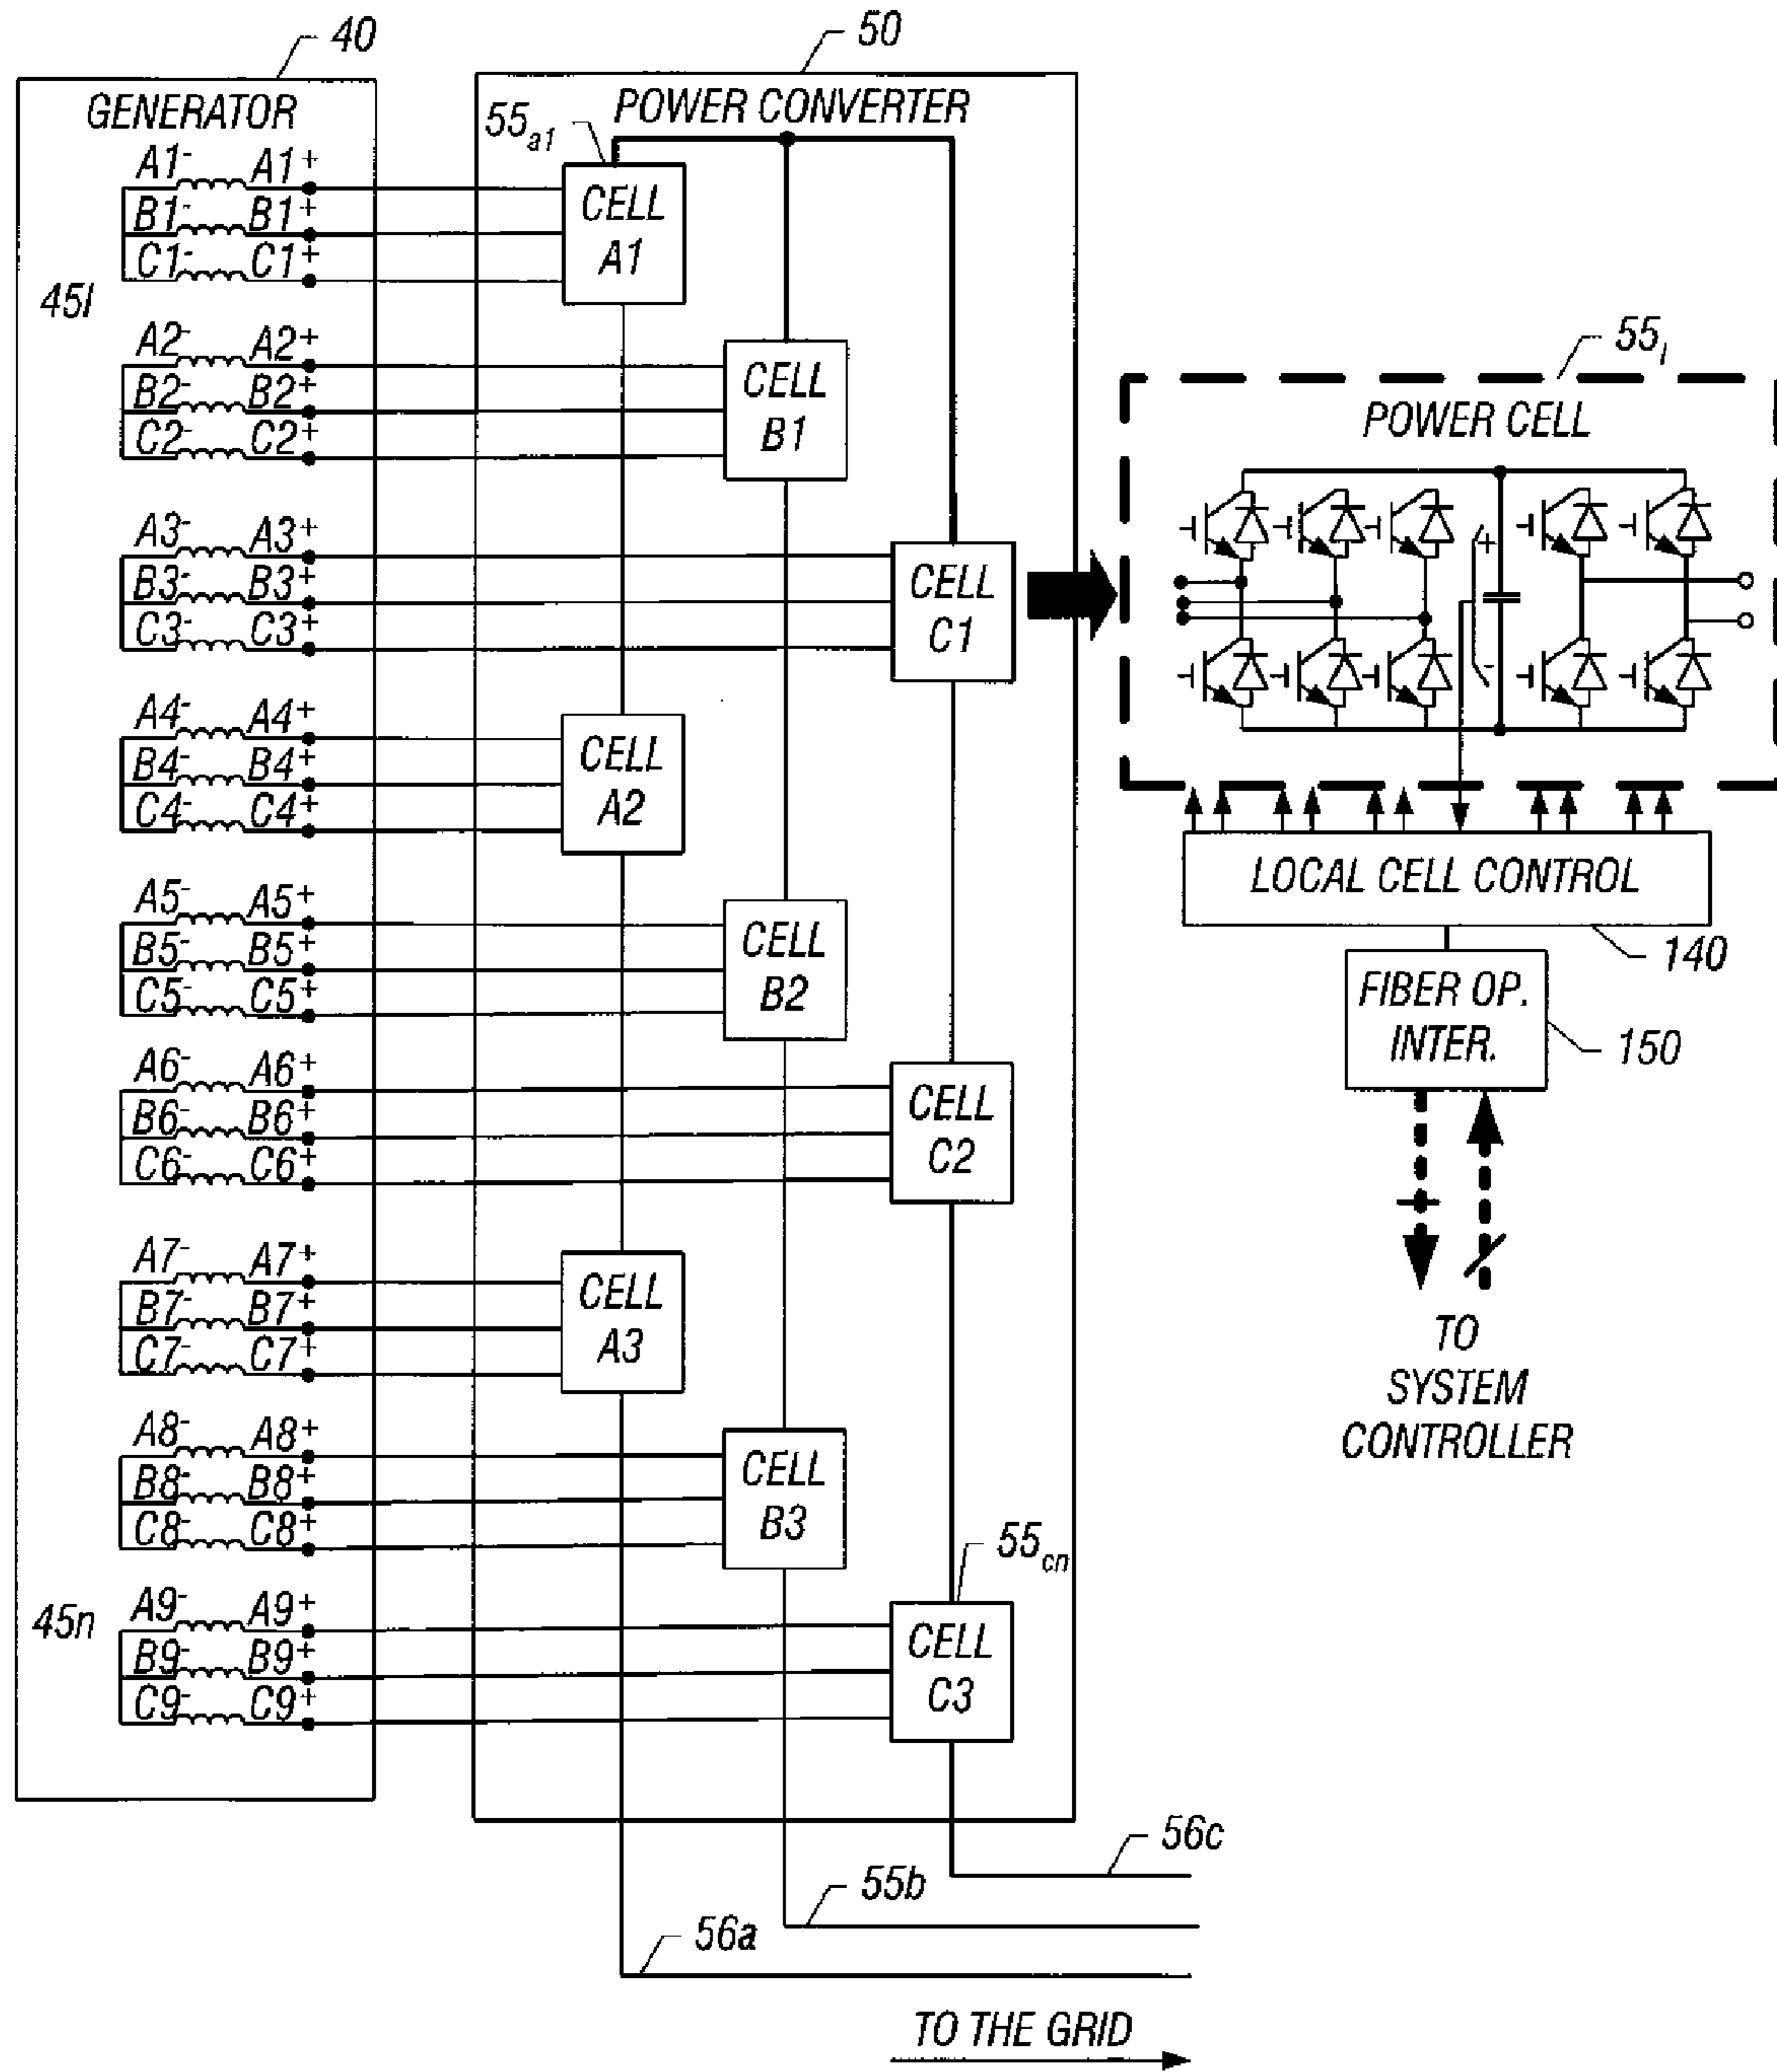 40
50
GENERATOR
POWER CONVERTER
55a1
A1- A1+
B1- B1+
C1- C1+
CELL
A1
45l
A2- A2+
B2- B2+
C2- C2+
CELL
B1
55i
POWER CELL
A3- A3+
B3- B3+
C3- C3+
CELL
C1
+
-
A4- A4+
B4- B4+
C4- C4+
CELL
A2
LOCAL CELL CONTROL
140
A5- A5+
B5- B5+
C5- C5+
CELL
B2
FIBER OP.
INTER.
150
A6- A6+
B6- B6+
C6- C6+
CELL
C2
A7- A7+
B7- B7+
C7- C7+
CELL
A3
TO
SYSTEM
CONTROLLER
A8- A8+
B8- B8+
C8- C8+
CELL
B3
55cn
45n
A9- A9+
B9- B9+
C9- C9+
CELL
C3
56c
55b
56a
TO THE GRID